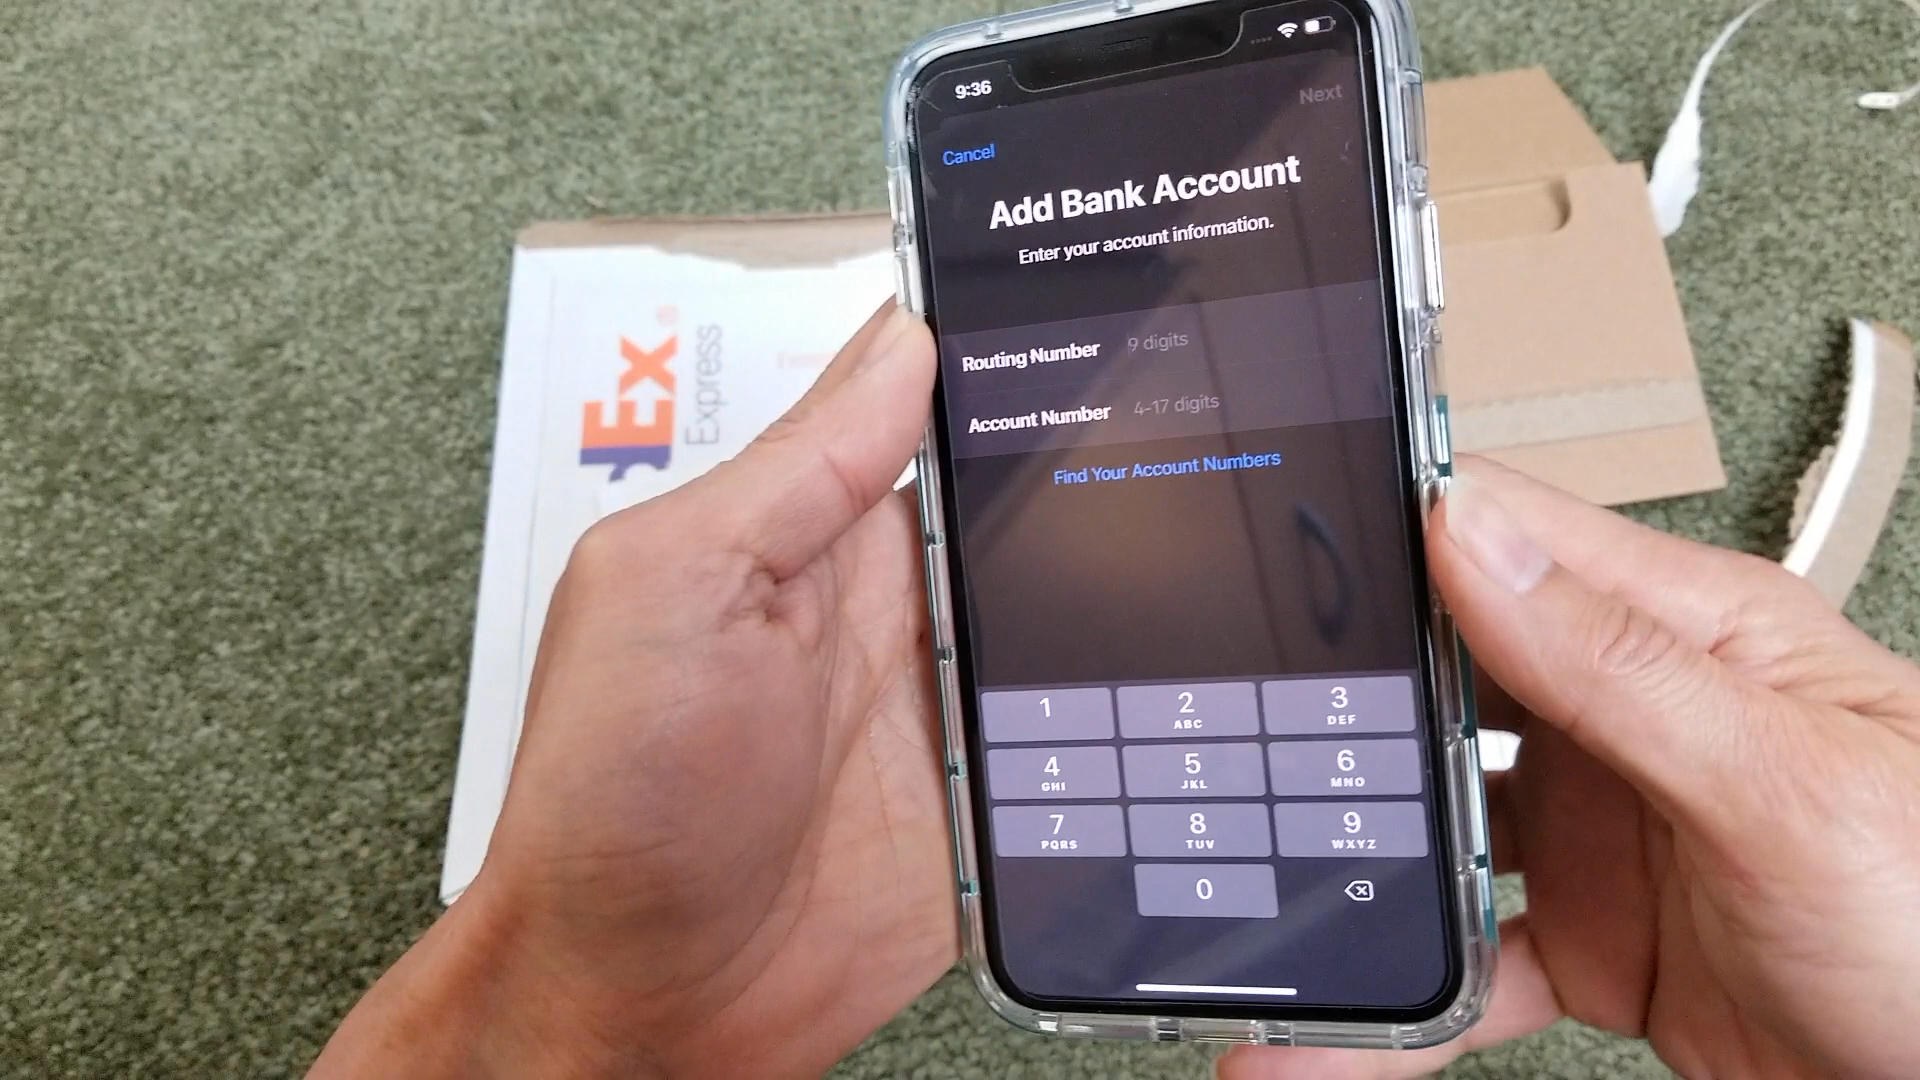 9:36
Next
Cancel
Add Bank Account
Enter your account information.
Routing Number 9 digits
Account Number 4-17 digits
Find Your Account Numbers
1
2 ABC
3 DEF
4 GHI
5 JKL
6 MNO
7 PQRS
8 TUV
9 WXYZ
0
Ex
Express